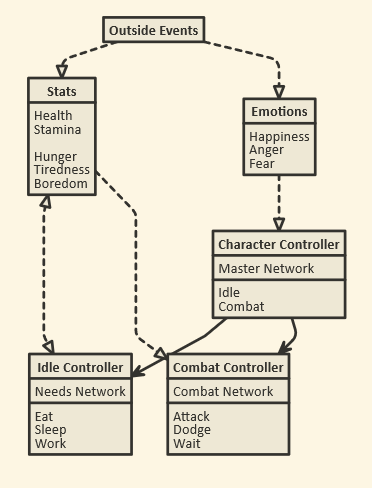 Outside Events
Stats
Health
Stamina
Hunger
Tiredness
Boredom
Emotions
Happiness
Anger
Fear
Character Controller
Master Network
Idle
Combat
Idle Controller
Needs Network
Eat
Sleep
Work
Combat Controller
Combat Network
Attack
Dodge
Wait